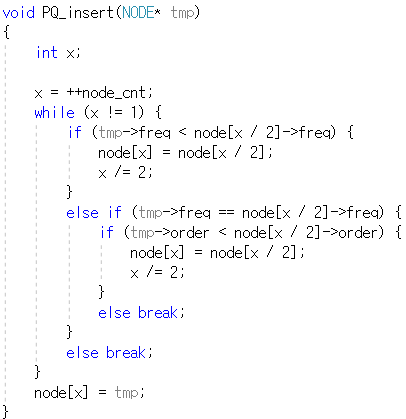 void PQ_insert(NODE* tmp)
{
    int x;

    x = ++node_cnt;
    while (x != 1) {
        if (tmp->freq < node[x / 2]->freq) {
            node[x] = node[x / 2];
            x /= 2;
        }
        else if (tmp->freq == node[x / 2]->freq) {
            if (tmp->order < node[x / 2]->order) {
                node[x] = node[x / 2];
                x /= 2;
            }
            else break;
        }
        else break;
    }
    node[x] = tmp;
}